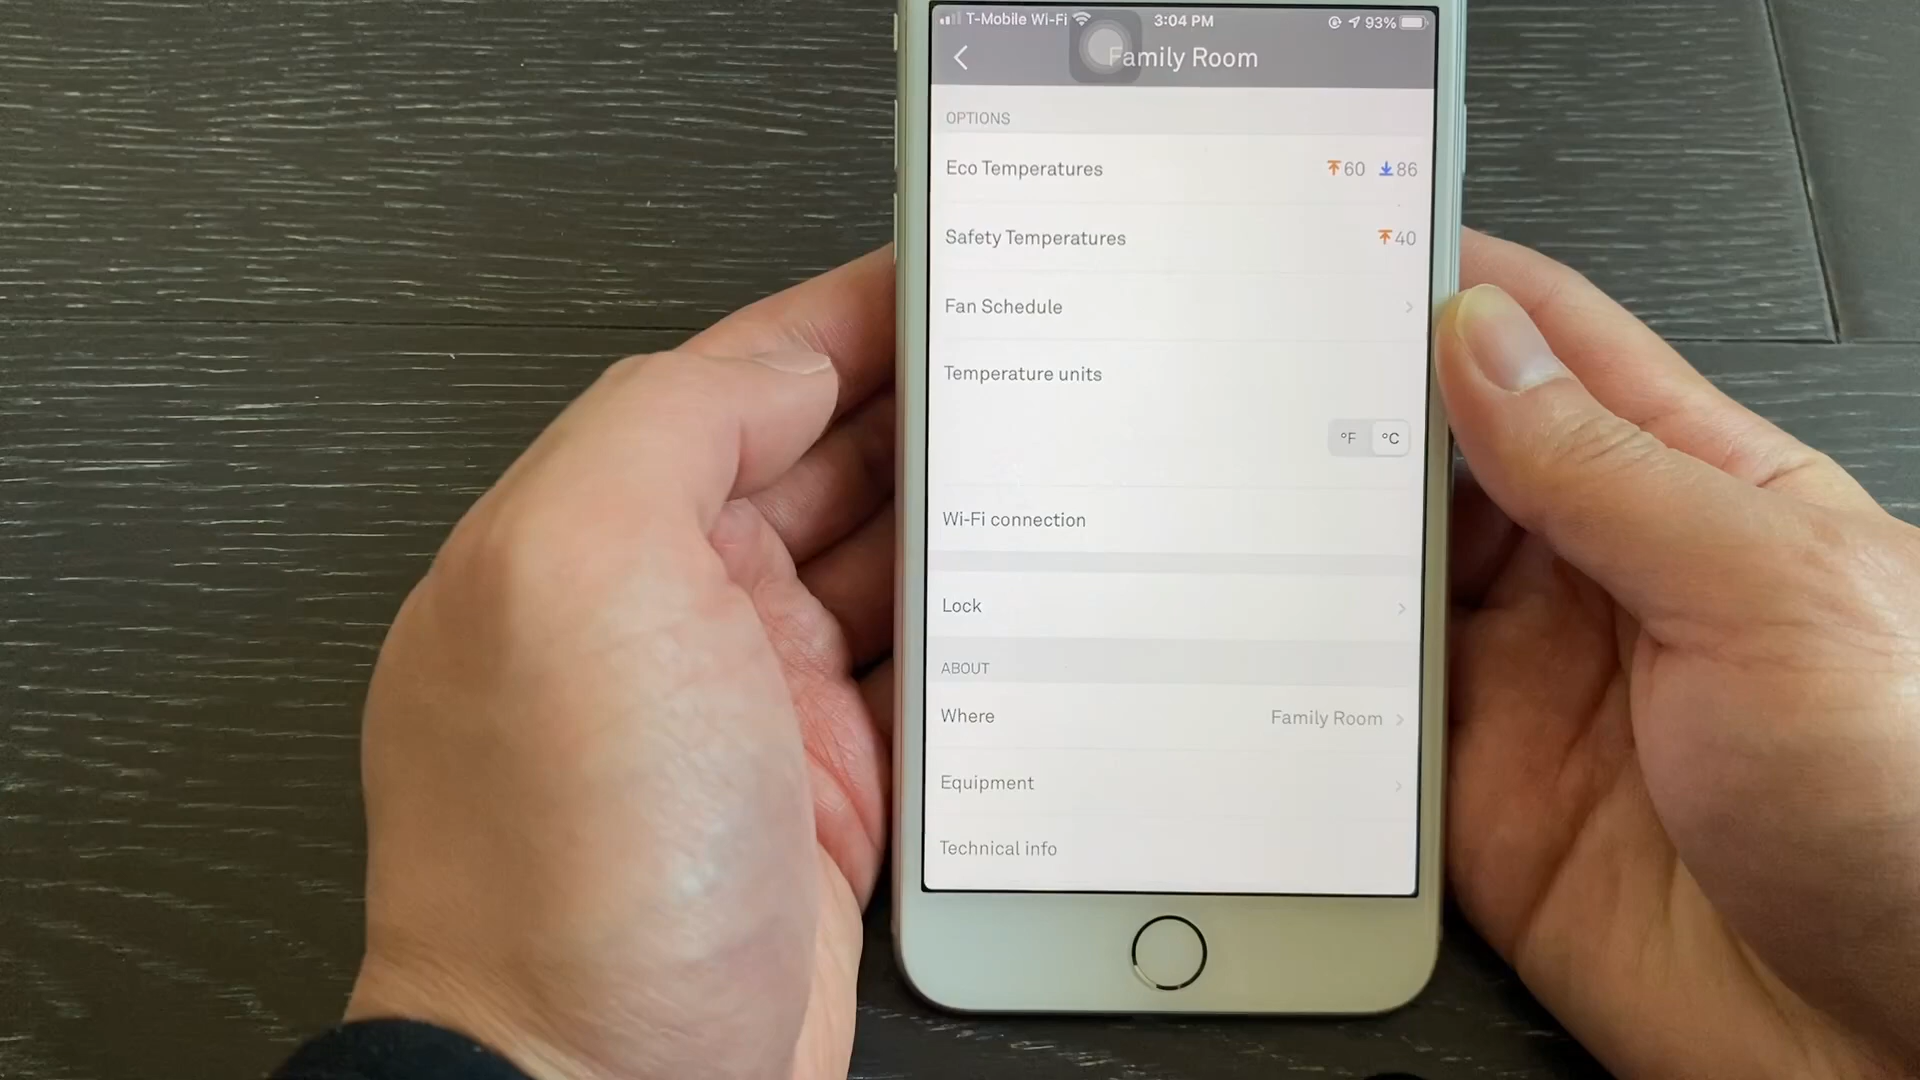 T-Mobile Wi-Fi 3:04 PM 93%
Family Room
OPTIONS
Eco Temperatures 60 86
Safety Temperatures 40
Fan Schedule
Temperature units
°F °C
Wi-Fi connection
Lock
ABOUT
Where Family Room
Equipment
Technical info